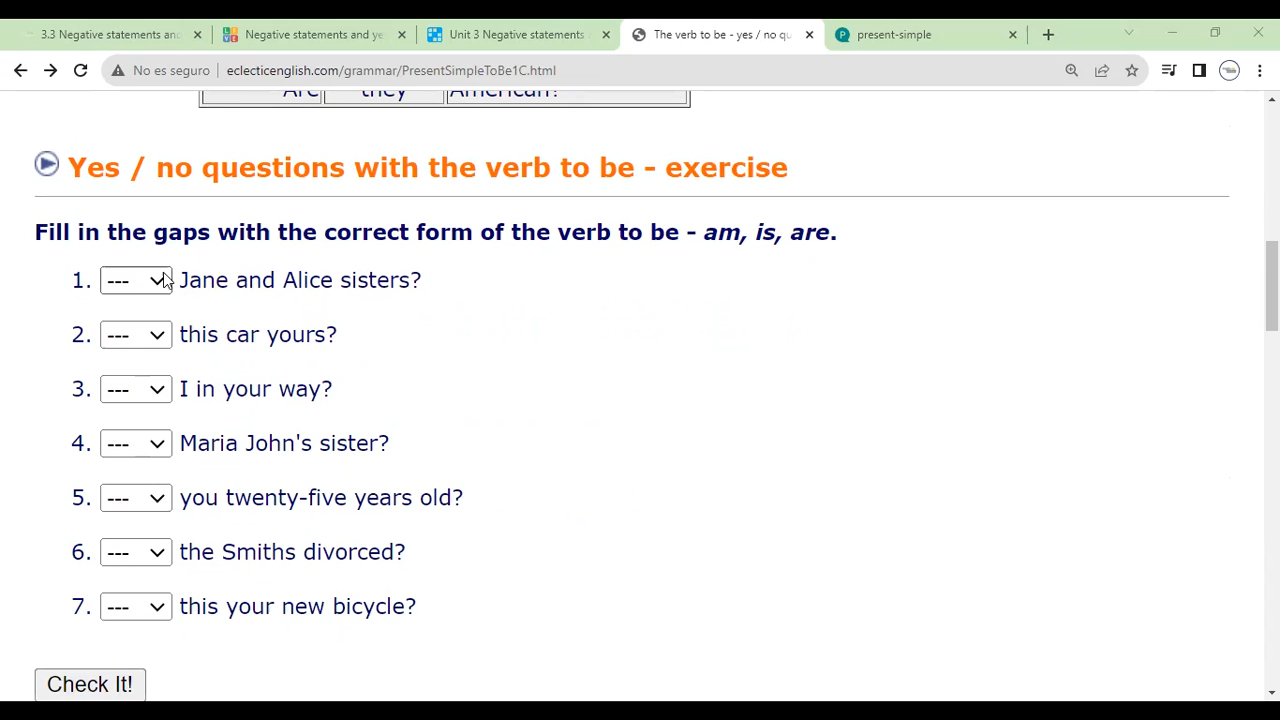 3.3 Negative statements and
Negative statements and ye
Unit 3 Negative statements
The verb to be - yes / no qu
present-simple
No es seguro
eclecticenglish.com/grammar/PresentSimpleToBe1C.html
Are they American?
Yes / no questions with the verb to be - exercise
Fill in the gaps with the correct form of the verb to be - am, is, are.
1. --- Jane and Alice sisters?
2. --- this car yours?
3. --- I in your way?
4. --- Maria John's sister?
5. --- you twenty-five years old?
6. --- the Smiths divorced?
7. --- this your new bicycle?
Check It!